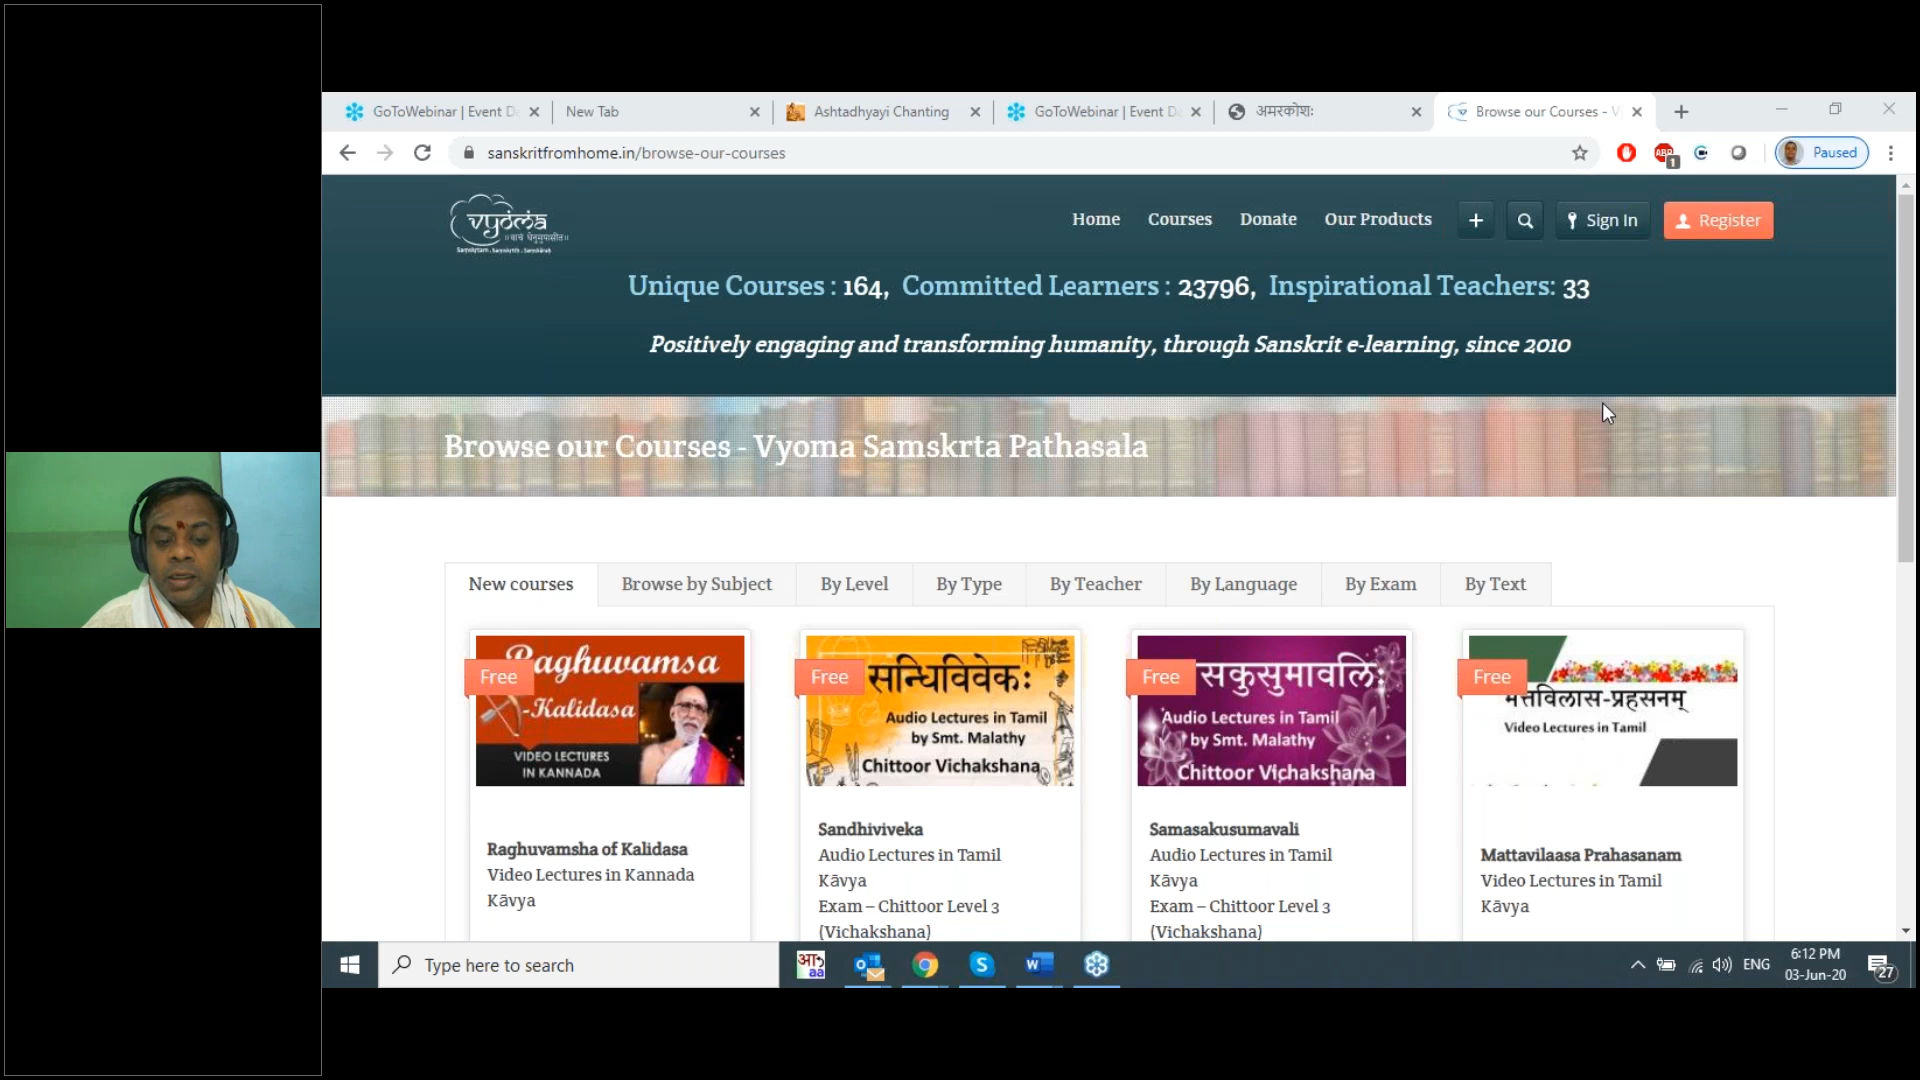 GoToWebinar | Event De
New Tab
Ashtadhyayi Chanting
GoToWebinar | Event De
अमरकोशः
Browse our Courses - V
sanskritfromhome.in/browse-our-courses
ABP
1
Paused
vyoma
Home
Courses
Donate
Our Products
Sign In
Register
Unique Courses : 164, Committed Learners : 23796, Inspirational Teachers: 33
Positively engaging and transforming humanity, through Sanskrit e-learning, since 2010
Browse our Courses - Vyoma Samskrta Pathasala
New courses
Browse by Subject
By Level
By Type
By Teacher
By Language
By Exam
By Text
Free
Raghuvamsa
-Kalidasa
VIDEO LECTURES
IN KANNADA
Raghuvamsha of Kalidasa
Video Lectures in Kannada
Kāvya
Free
सन्धिविवेकः
Audio Lectures in Tamil
by Smt. Malathy
Chittoor Vichakshana
Sandhiviveka
Audio Lectures in Tamil
Kāvya
Exam – Chittoor Level 3
(Vichakshana)
Free
सकुसुमावलिः
Audio Lectures in Tamil
by Smt. Malathy
Chittoor Vichakshana
Samasakusumavali
Audio Lectures in Tamil
Kāvya
Exam – Chittoor Level 3
(Vichakshana)
Free
मत्तविलास-प्रहसनम्
Video Lectures in Tamil
Mattavilaasa Prahasanam
Video Lectures in Tamil
Kāvya
Type here to search
ENG
6:12 PM
03-Jun-20
27